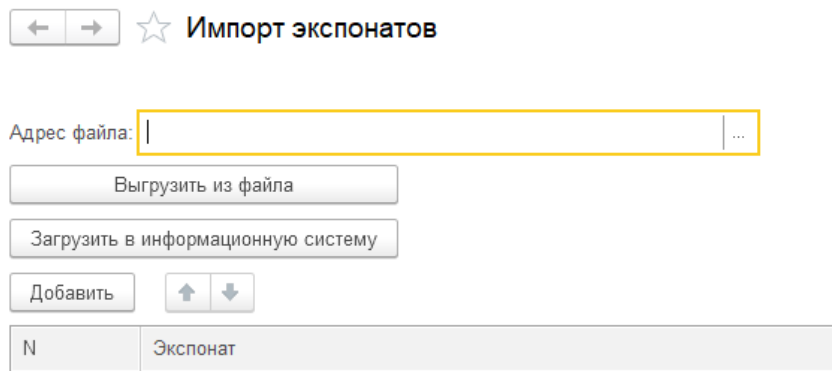 Импорт экспонатов
Адрес файла:
...
Выгрузить из файла
Загрузить в информационную систему
Добавить
N Экспонат